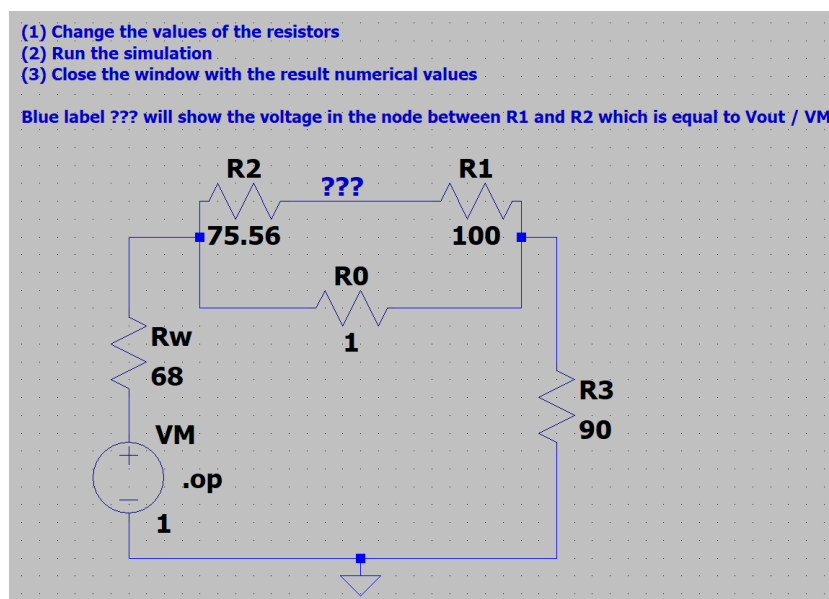 (1) Change the values of the resistors
(2) Run the simulation
(3) Close the window with the result numerical values
Blue label ??? will show the voltage in the node between R1 and R2 which is equal to Vout / VM
R2
???
R1
75.56
100
R0
1
Rw
68
R3
90
VM
.op
1